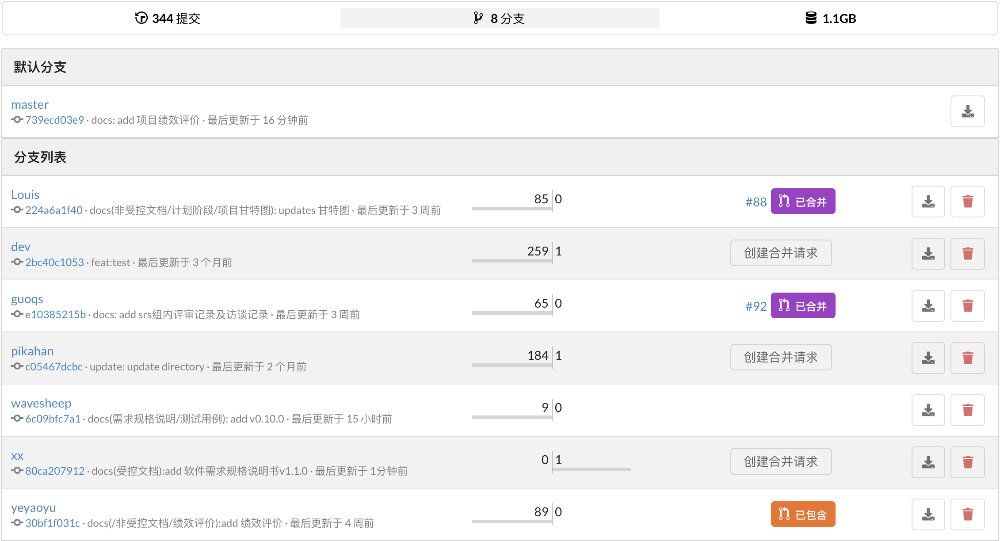 344 提交
8 分支
1.1GB
默认分支
master
739ecd03e9 · docs: add 项目绩效评价 · 最后更新于 16 分钟前
分支列表
Louis
224a6a1f40 · docs(非受控文档/计划阶段/项目甘特图): updates 甘特图 · 最后更新于 3 周前
85 0
#88 已合并
dev
2bc40c1053 · feat:test · 最后更新于 3 个月前
259 1
创建合并请求
guoqs
e10385215b · docs: add srs组内评审记录及访谈记录 · 最后更新于 3 周前
65 0
#92 已合并
pikahan
c05467dcbc · update: update directory · 最后更新于 2 个月前
184 1
创建合并请求
wavesheep
6c09bfc7a1 · docs(需求规格说明/测试用例): add v0.10.0 · 最后更新于 15 小时前
9 0
xx
80ca207912 · docs(受控文档):add 软件需求规格说明书v1.1.0 · 最后更新于 1分钟前
0 1
创建合并请求
yeyaoyu
30bf1f031c · docs(/非受控文档/绩效评价):add 绩效评价 · 最后更新于 4 周前
89 0
已包含